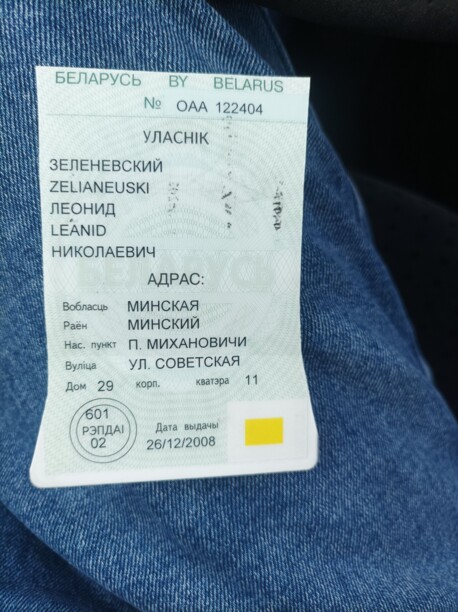 БЕЛАРУСЬ BY BELARUS
№ ОАА 122404
УЛАСНІК
ЗЕЛЕНЕВСКИЙ
ZELIANEUSKI
ЛЕОНИД
LEANID
НИКОЛАЕВИЧ
БЕЛАРУСЬ
АДРАС:
Вобласць МИНСКАЯ
Раён МИНСКИЙ
Нас. пункт П. МИХАНОВИЧИ
Вуліца УЛ. СОВЕТСКАЯ
Дом 29 корп. кватэра 11
601
РЭПДАІ
02
Дата выдачы
26/12/2008